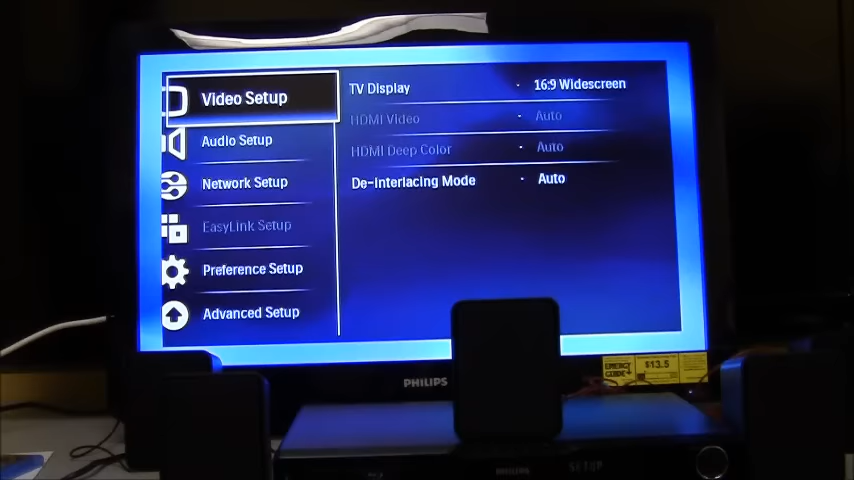 Video Setup
Audio Setup
Network Setup
EasyLink Setup
Preference Setup
Advanced Setup
TV Display · 16:9 Widescreen
HDMI Video · Auto
HDMI Deep Color · Auto
De-interlacing Mode · Auto
PHILIPS
ENERGY
GUIDE
$13.5
PHILIPS
SETUP